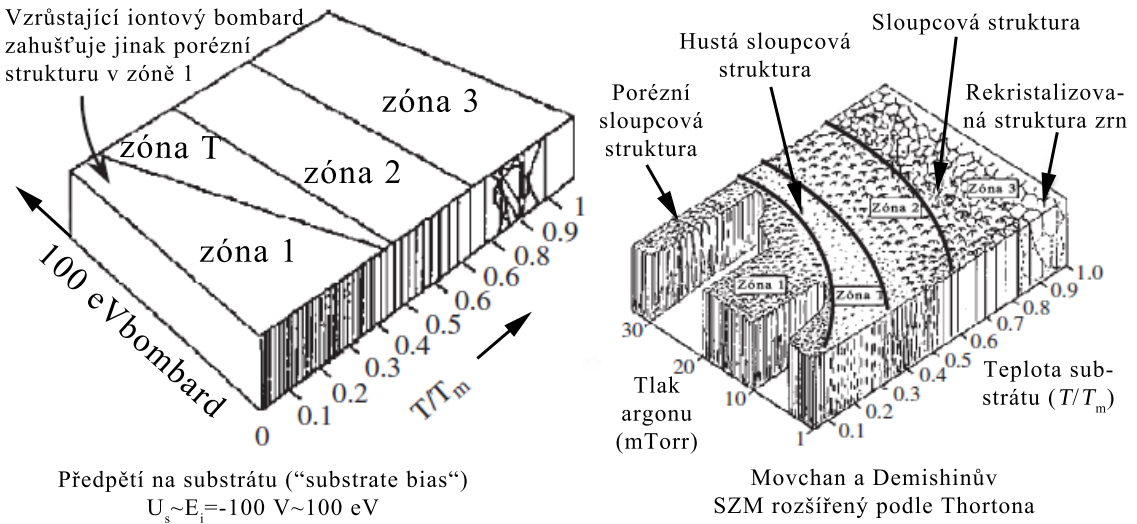 Vzrůstající iontový bombard
zahušťuje jinak porézní
strukturu v zóně 1
zóna 3
zóna T
zóna 2
zóna 1
100 eVbombard
0
0.1
0.2
0.3
0.4
0.5
0.6
0.6
0.8
0.9
1
T/Tm
Předpětí na substrátu (“substrate bias“)
Us~Ei=-100 V~100 eV
Sloupcová struktura
Hustá sloupcová
struktura
Porézní
sloupcová
struktura
Rekristalizova-
ná struktura zrn
Zóna 3
Zóna 2
Zóna 1
Zóna T
30
20
10
1
0.1
0.2
0.3
0.4
0.5
0.6
0.7
0.8
0.9
1.0
Tlak
argonu
(mTorr)
Teplota sub-
strátu (T/Tm)
Movchan a Demishinův
SZM rozšířený podle Thortona